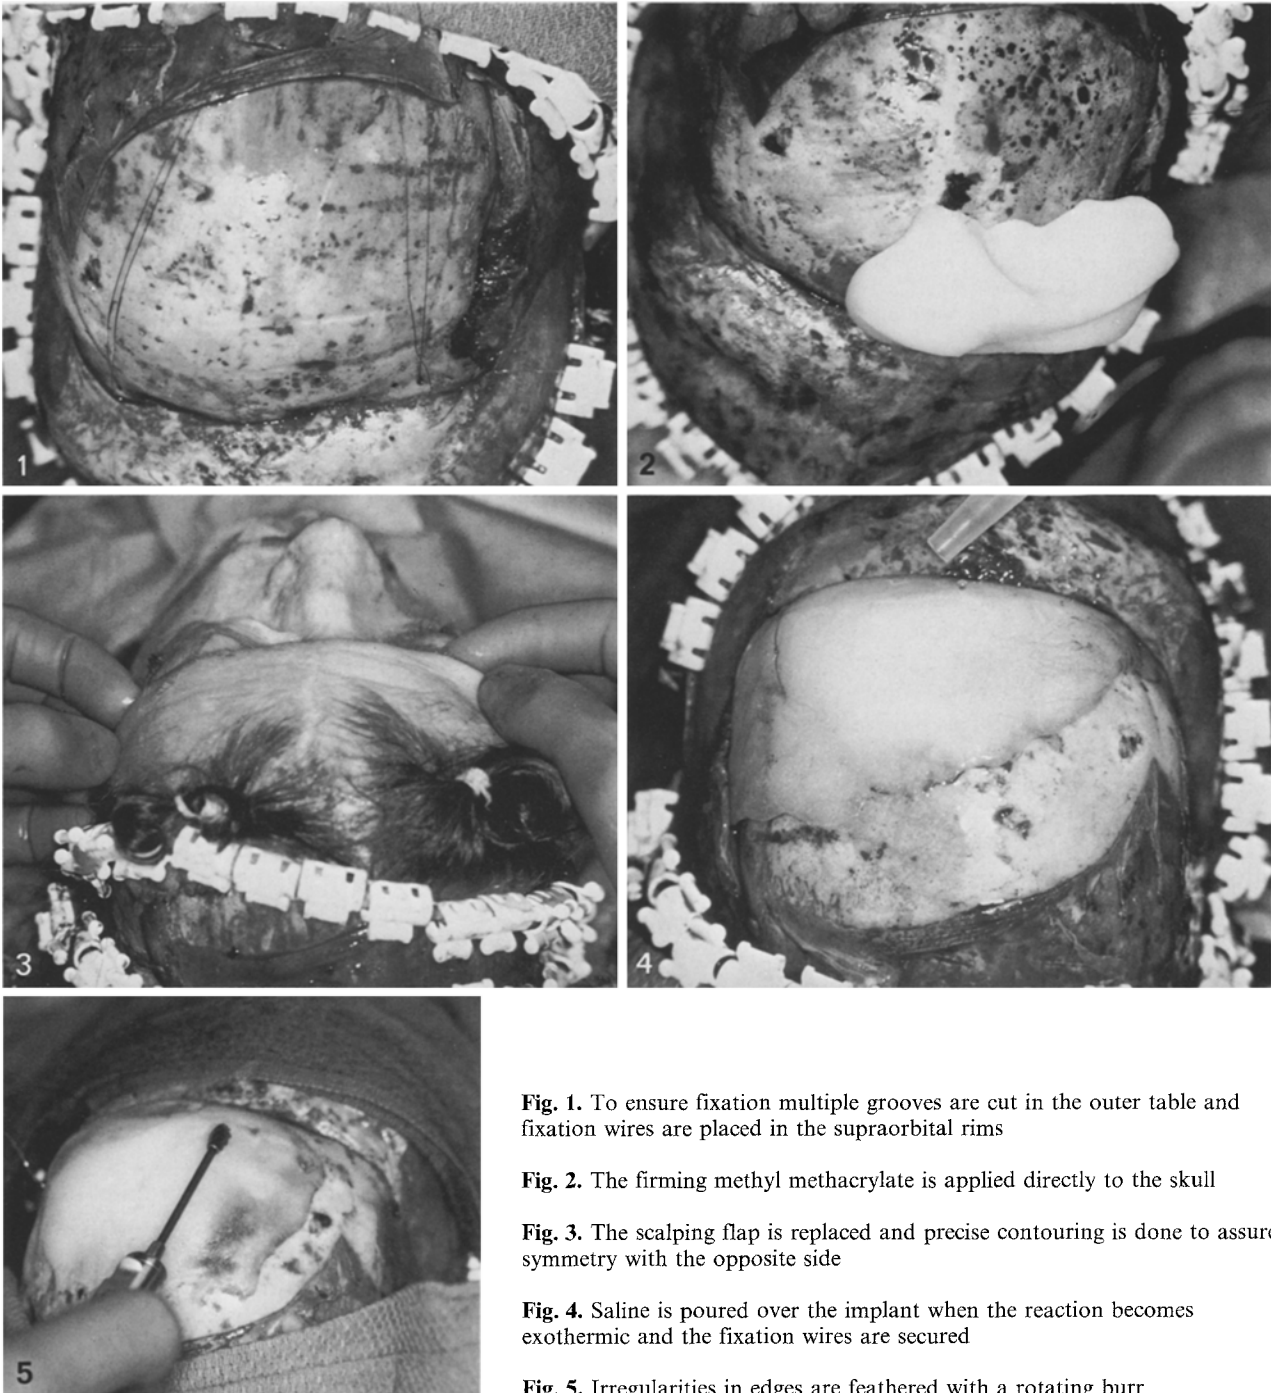 1
2
3
4
5
Fig. 1. To ensure fixation multiple grooves are cut in the outer table and
fixation wires are placed in the supraorbital rims
Fig. 2. The firming methyl methacrylate is applied directly to the skull
Fig. 3. The scalping flap is replaced and precise contouring is done to assure
symmetry with the opposite side
Fig. 4. Saline is poured over the implant when the reaction becomes
exothermic and the fixation wires are secured
Fig. 5. Irregularities in edges are feathered with a rotating burr